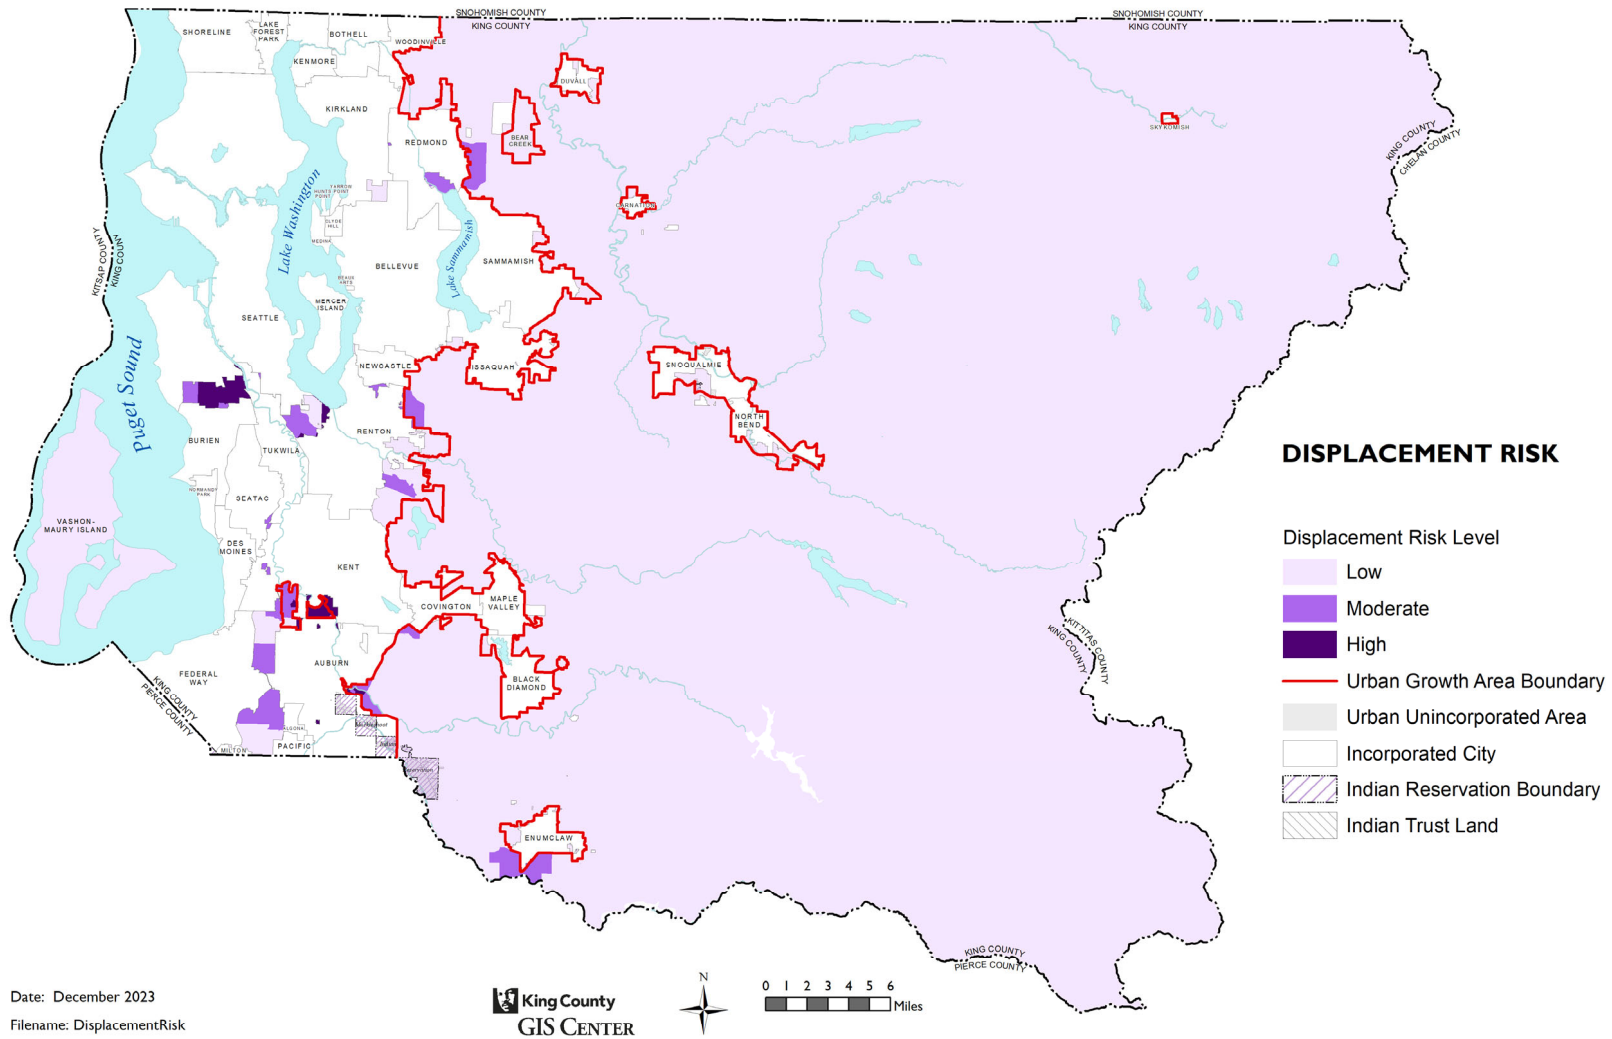 SNOHOMISH COUNTY
KING COUNTY
SNOHOMISH COUNTY
KING COUNTY
SHORELINE
LAKE
FOREST
PARK
BOTHELL
WOODINVILLE
KENMORE
DUVALL
KIRKLAND
REDMOND
BEAR
CREEK
SKYKOMISH
KING COUNTY
CHELAN COUNTY
YARROW
POINT
HUNTS
POINT
CARNATION
CLYDE
HILL
MEDINA
Lake Washington
Lake Sammamish
KITSAP COUNTY
KING COUNY
BELLEVUE
SAMMAMISH
BEAUX
ARTS
MERCER
ISLAND
SEATTLE
Puget Sound
NEWCASTLE
ISSAQUAH
SNOQUALMIE
NORTH
BEND
BURIEN
RENTON
TUKWILA
NORMANDY
PARK
SEATAC
VASHON-
MAURY ISLAND
DES
MOINES
KENT
COVINGTON
MAPLE
VALLEY
KITTITAS COUNTY
KING COUNTY
AUBURN
FEDERAL
WAY
BLACK
DIAMOND
KING COUNTY
PIERCE COUNTY
ALGONA
MILTON
PACIFIC
ENUMCLAW
KING COUNTY
PIERCE COUNTY
DISPLACEMENT RISK
Displacement Risk Level
Low
Moderate
High
Urban Growth Area Boundary
Urban Unincorporated Area
Incorporated City
Indian Reservation Boundary
Indian Trust Land
Date: December 2023
Filename: DisplacementRisk
King County
GIS CENTER
N
0 1 2 3 4 5 6
Miles